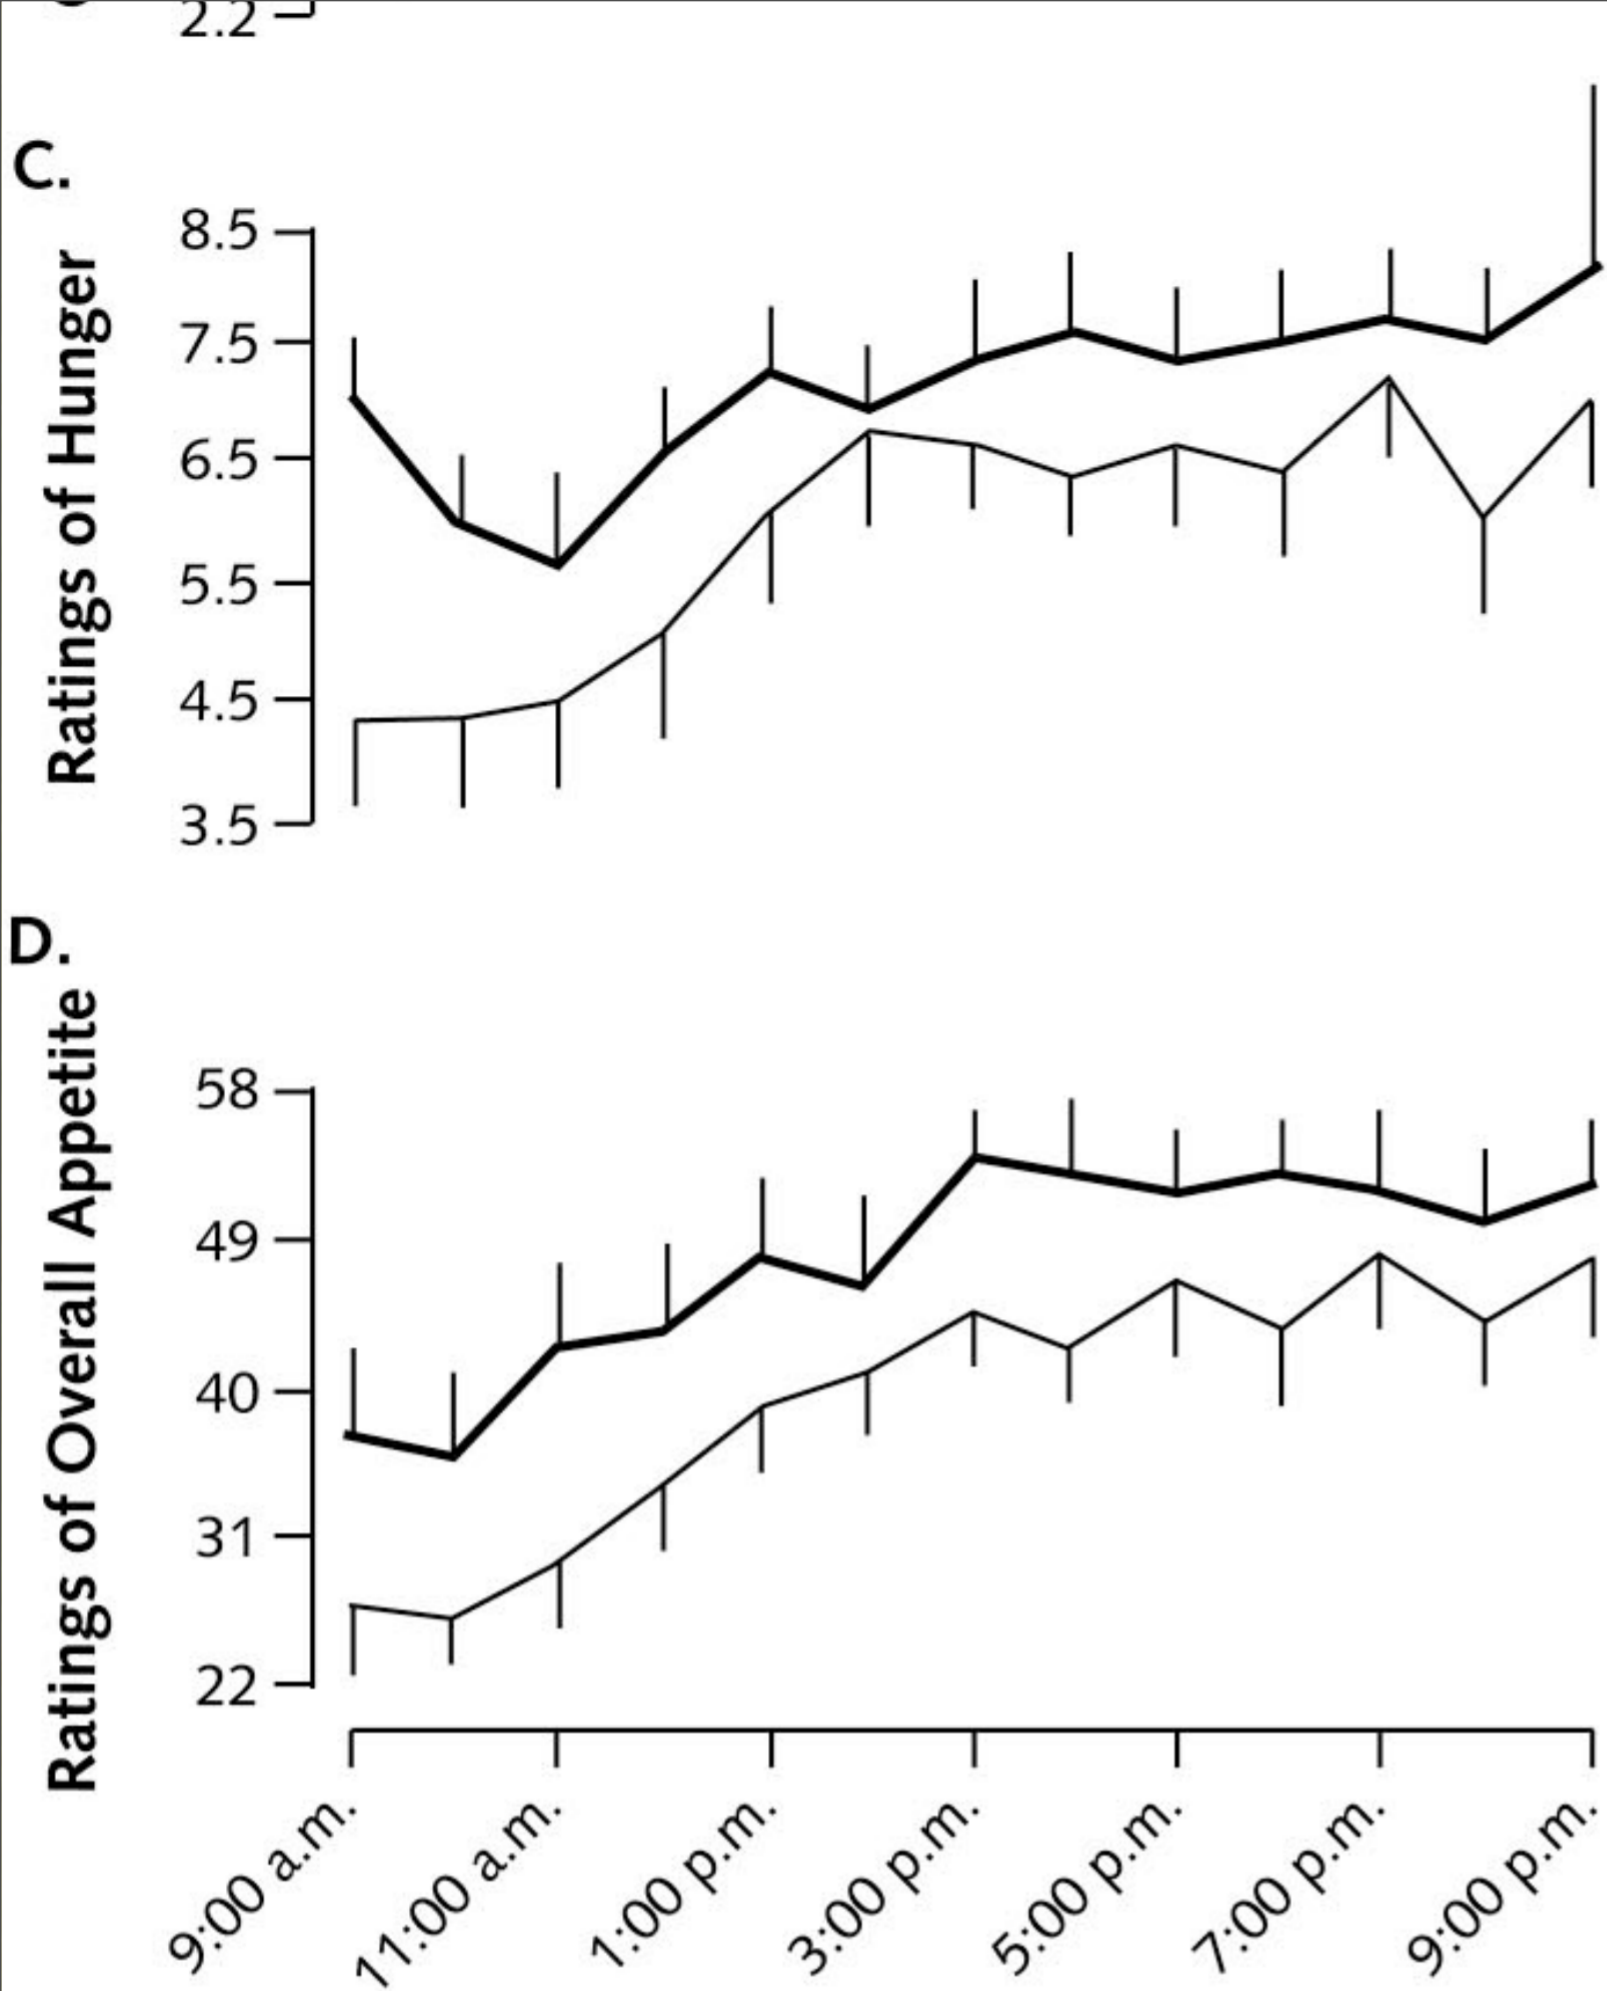 2.2
C.
Ratings of Hunger
8.5
7.5
6.5
5.5
4.5
3.5
D.
Ratings of Overall Appetite
58
49
40
31
22
9:00 a.m.
11:00 a.m.
1:00 p.m.
3:00 p.m.
5:00 p.m.
7:00 p.m.
9:00 p.m.